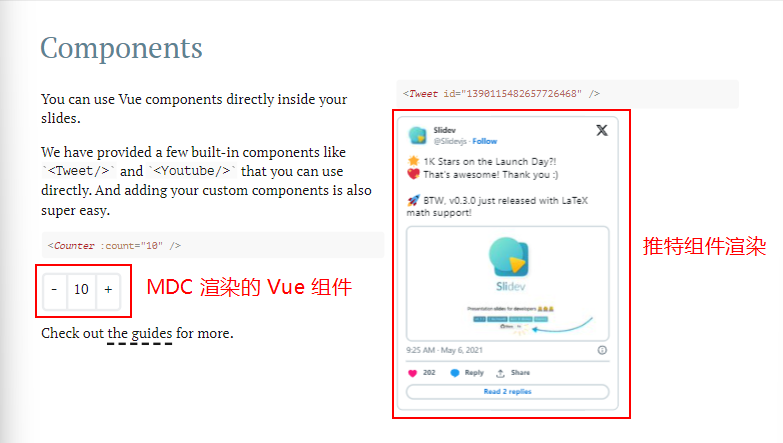 Components
You can use Vue components directly inside your
slides.
We have provided a few built-in components like
`<Tweet/>` and `<Youtube/>` that you can use
directly. And adding your custom components is also
super easy.
<Counter :count="10" />
- 10 +
MDC 渲染的 Vue 组件
Check out the guides for more.
<Tweet id="1390115482657726468" />
Slidev
@Slidevjs · Follow
🌟 1K Stars on the Launch Day?!
💖 That's awesome! Thank you :)
🚀 BTW, v0.3.0 just released with LaTeX
math support!
Slidev
Presentation slides for developers
9:25 AM · May 6, 2021
202 Reply Share
Read 2 replies
推特组件渲染